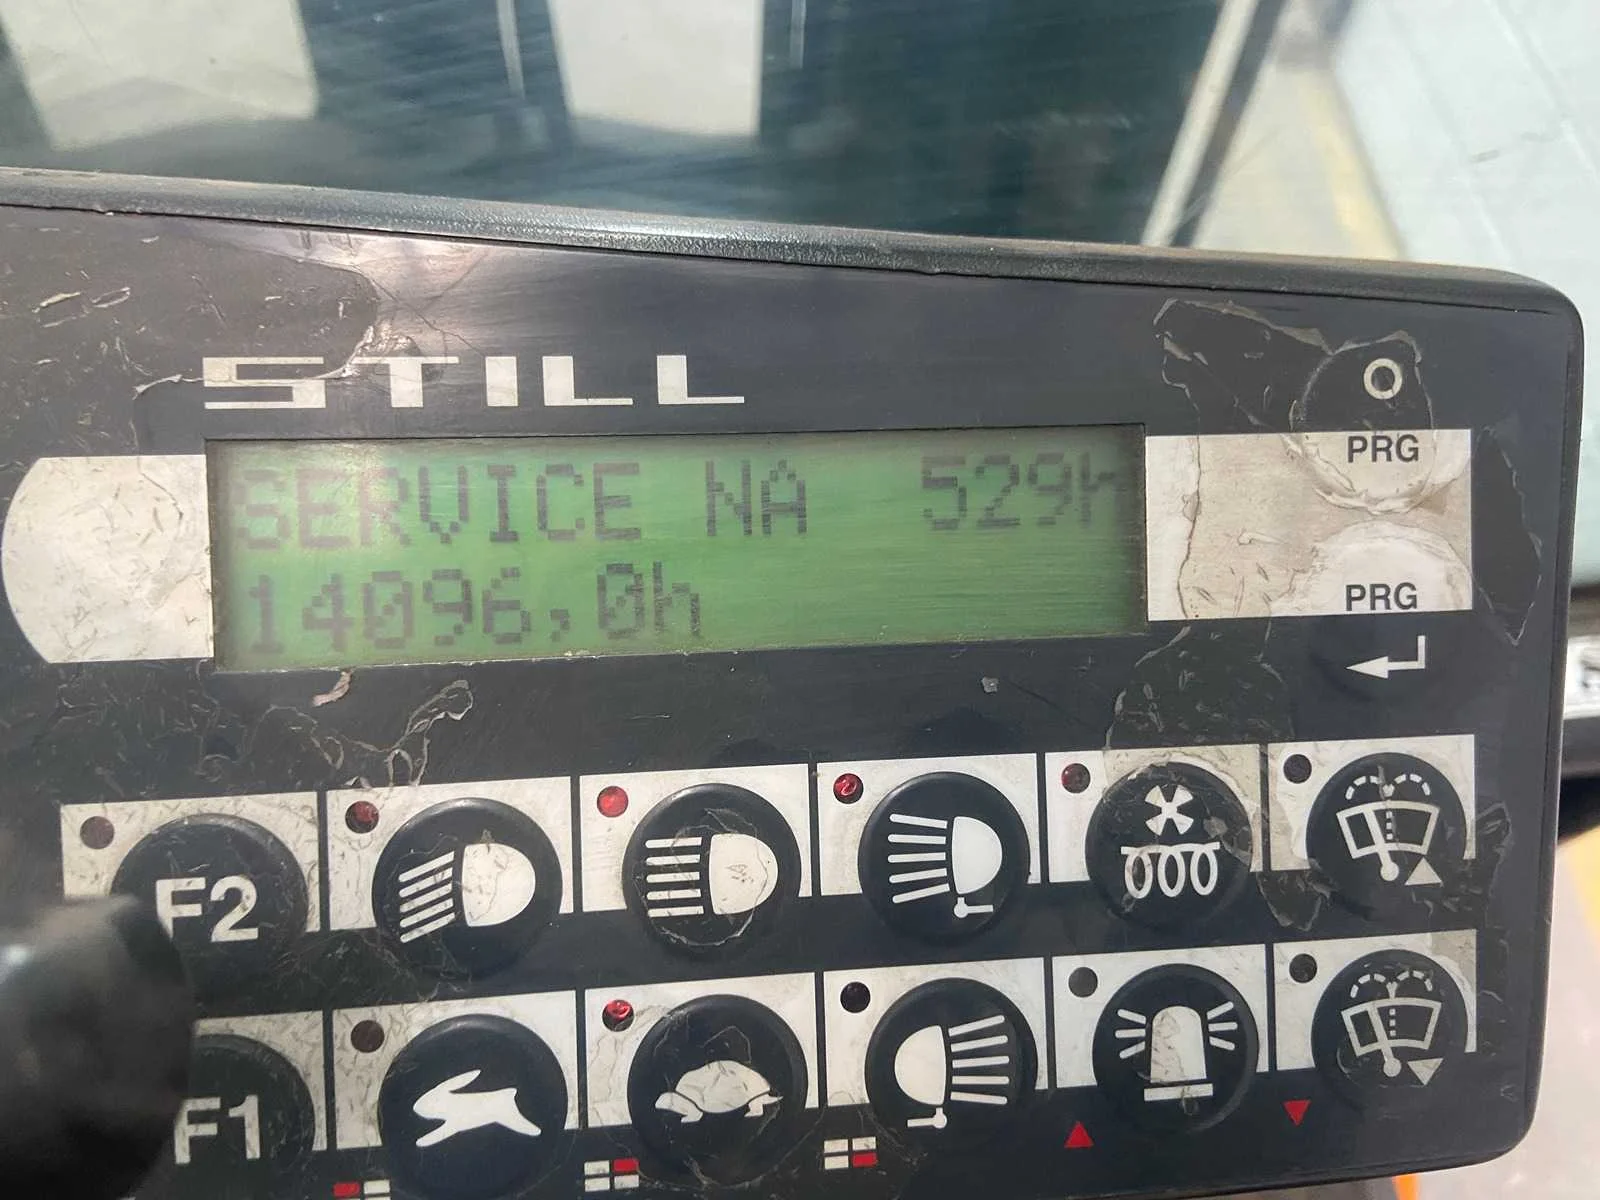 STILL
SERVICE NA 529h
14096,0h
PRG
PRG
F2
F1